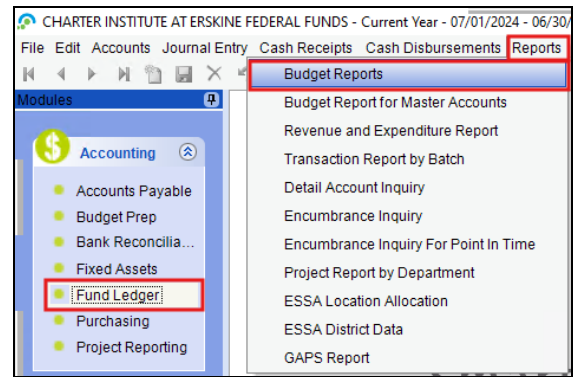 CHARTER INSTITUTE AT ERSKINE FEDERAL FUNDS - Current Year - 07/01/2024 - 06/30/
File Edit Accounts Journal Entry Cash Receipts Cash Disbursements Reports
Modules
Accounting
Accounts Payable
Budget Prep
Bank Reconcilia...
Fixed Assets
Fund Ledger
Purchasing
Project Reporting
Budget Reports
Budget Report for Master Accounts
Revenue and Expenditure Report
Transaction Report by Batch
Detail Account Inquiry
Encumbrance Inquiry
Encumbrance Inquiry For Point In Time
Project Report by Department
ESSA Location Allocation
ESSA District Data
GAPS Report